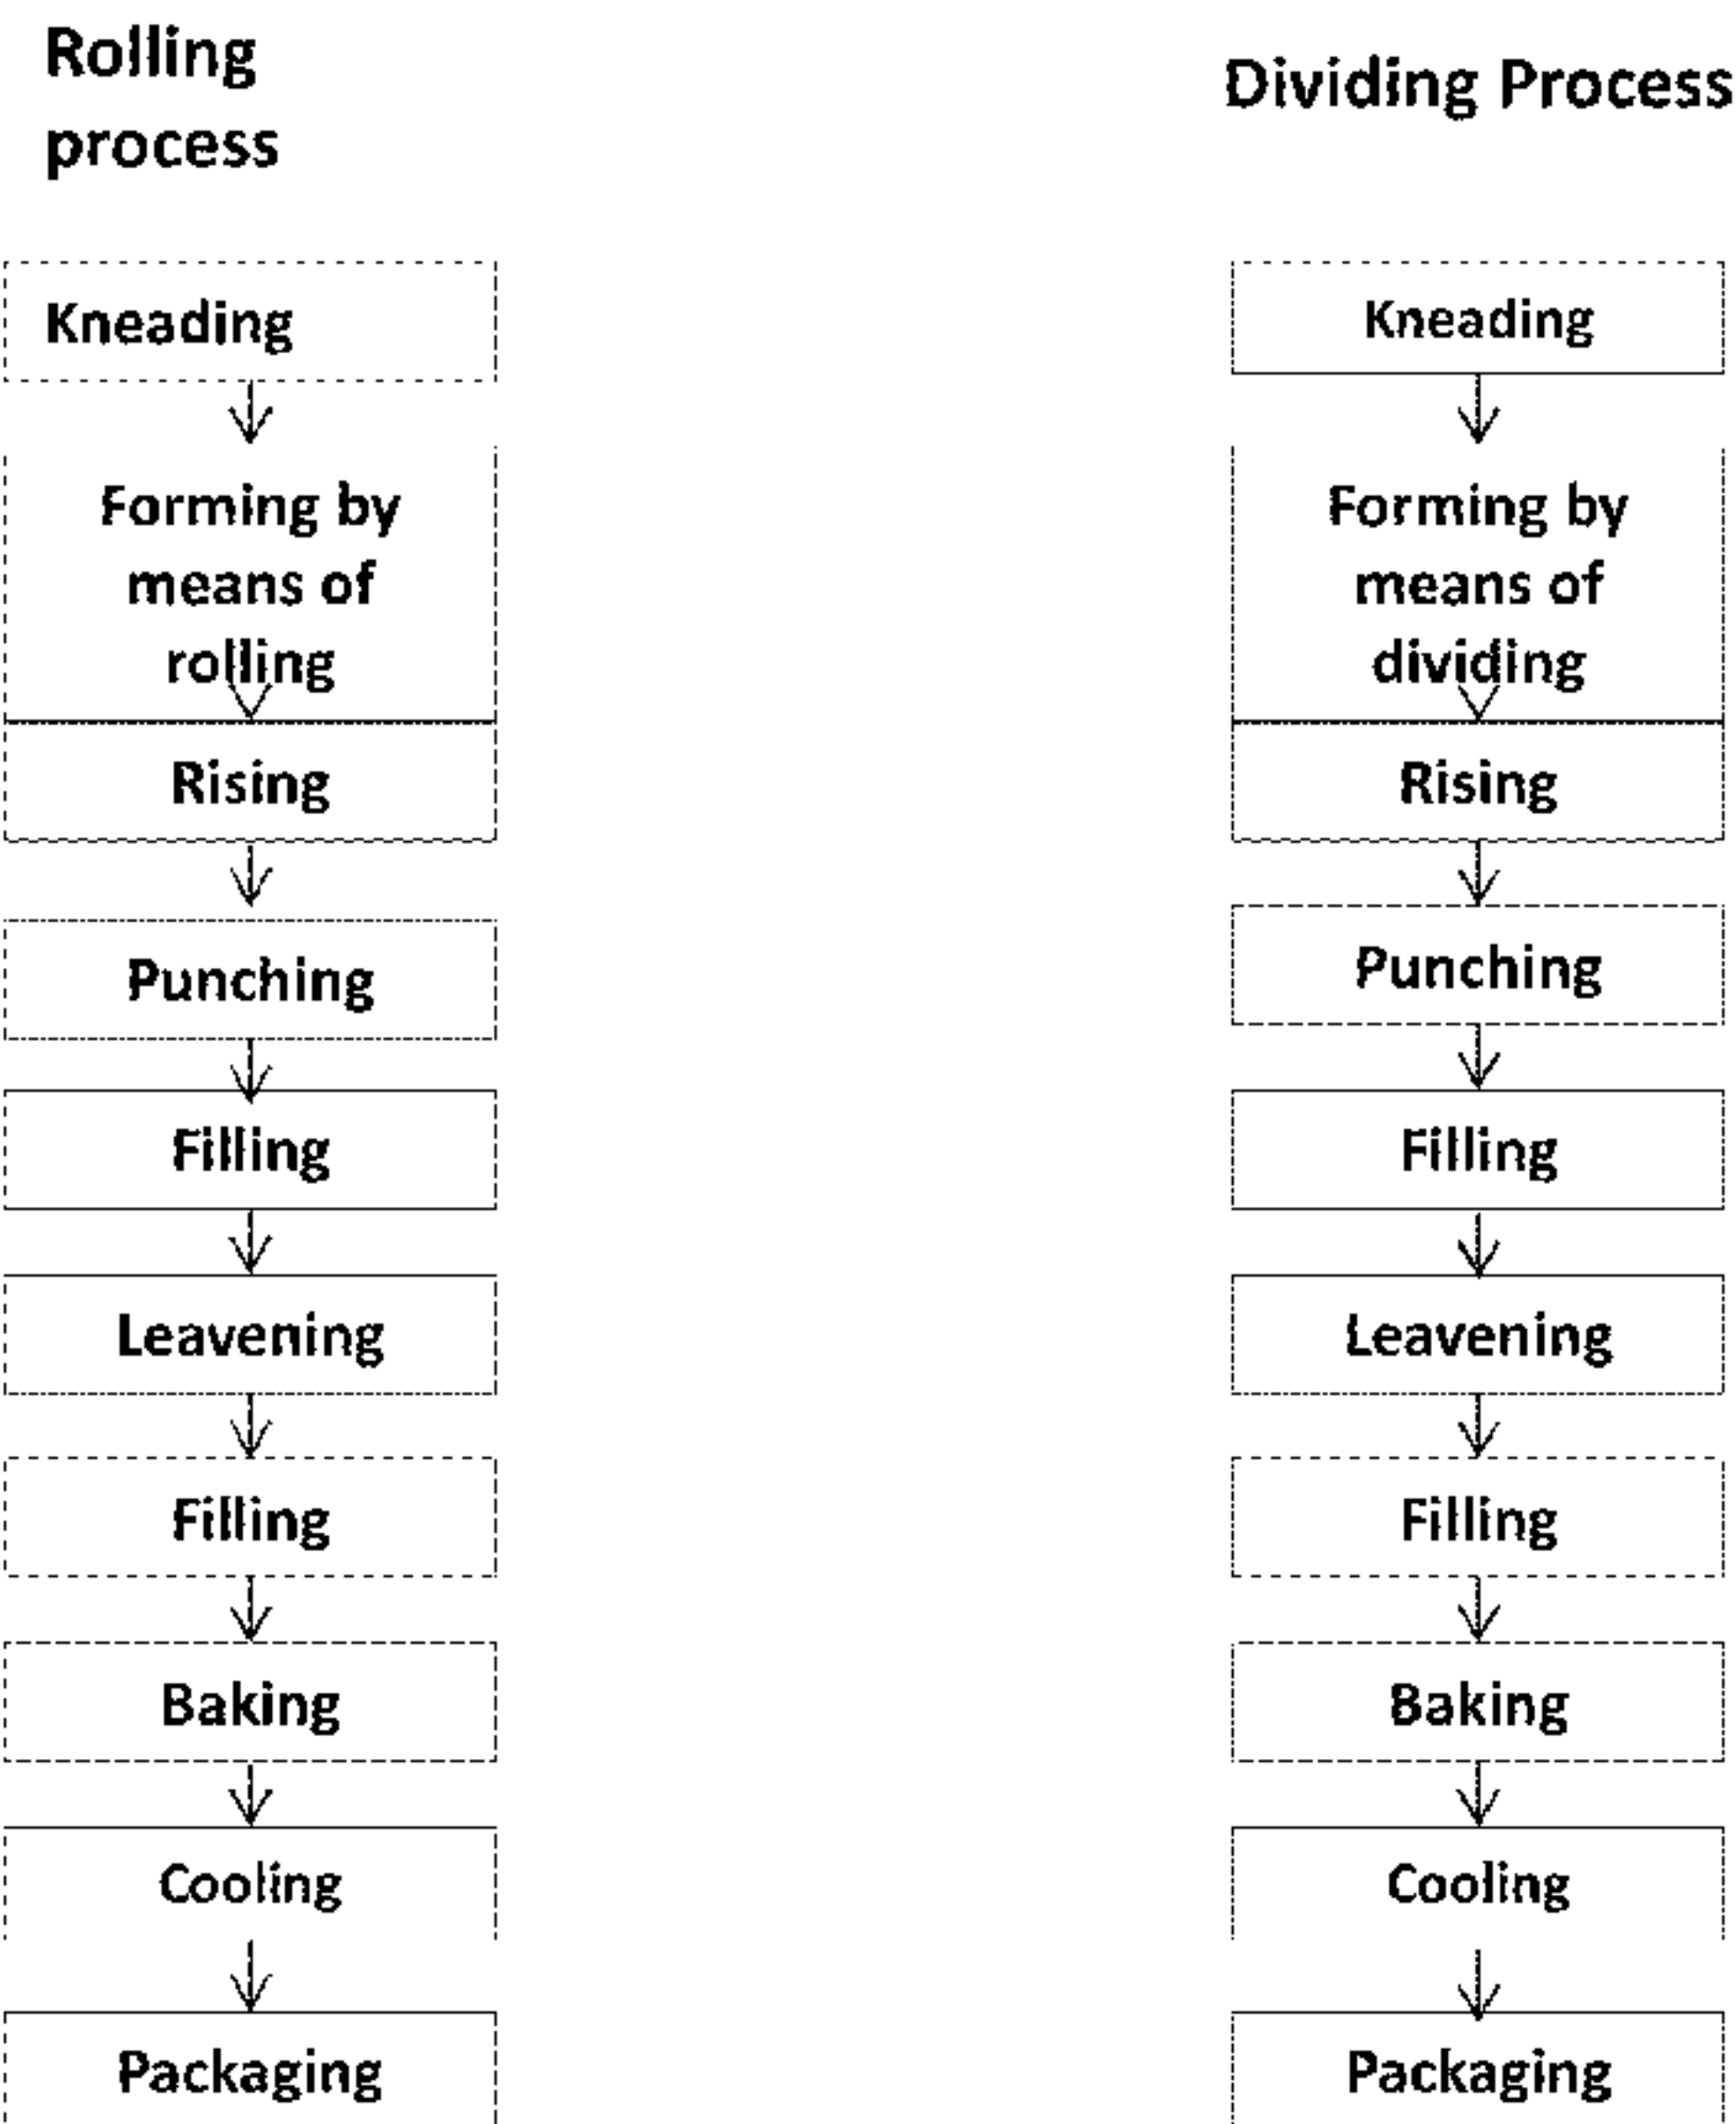 Rolling
process
Kneading
Forming by
means of
rolling
Rising
Punching
Filling
Leavening
Filling
Baking
Cooling
Packaging
Dividing Process
Kneading
Forming by
means of
dividing
Rising
Punching
Filling
Leavening
Filling
Baking
Cooling
Packaging